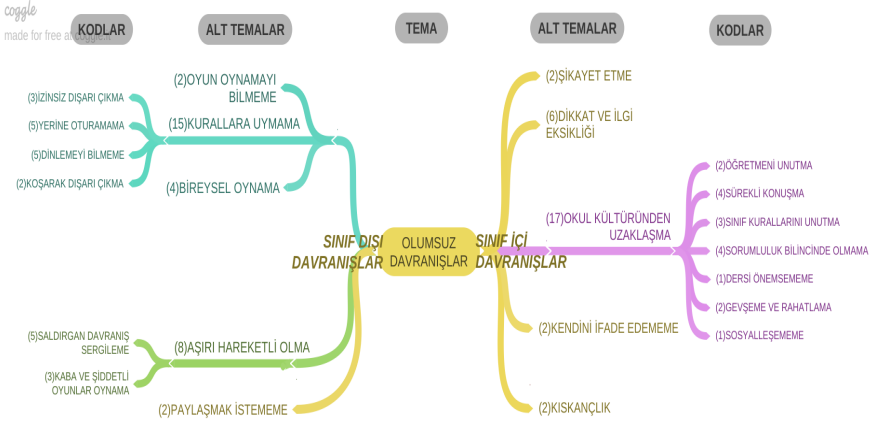 coggle
made for free at coggle.it
KODLAR
ALT TEMALAR
TEMA
ALT TEMALAR
KODLAR
(2)OYUN OYNAMAYI
BİLMEME
(3)İZİNSİZ DIŞARI ÇIKMA
(15)KURALLARA UYMAMA
(5)YERİNE OTURAMAMA
(5)DİNLEMEYİ BİLMEME
(2)KOŞARAK DIŞARI ÇIKMA
(4)BİREYSEL OYNAMA
SINIF DIŞI
DAVRANIŞLAR
OLUMSUZ
DAVRANIŞLAR
SINIF İÇİ
DAVRANIŞLAR
(5)SALDIRGAN DAVRANIŞ
SERGİLEME
(8)AŞIRI HAREKETLİ OLMA
(3)KABA VE ŞİDDETLİ
OYUNLAR OYNAMA
(2)PAYLAŞMAK İSTEMEME
(2)ŞİKAYET ETME
(6)DİKKAT VE İLGİ
EKSİKLİĞİ
(17)OKUL KÜLTÜRÜNDEN
UZAKLAŞMA
(2)ÖĞRETMENİ UNUTMA
(4)SÜREKLİ KONUŞMA
(3)SINIF KURALLARINI UNUTMA
(4)SORUMLULUK BİLİNCİNDE OLMAMA
(1)DERSİ ÖNEMSEMEME
(2)GEVŞEME VE RAHATLAMA
(1)SOSYALLEŞEMEME
(2)KENDİNİ İFADE EDEMEME
(2)KISKANÇLIK